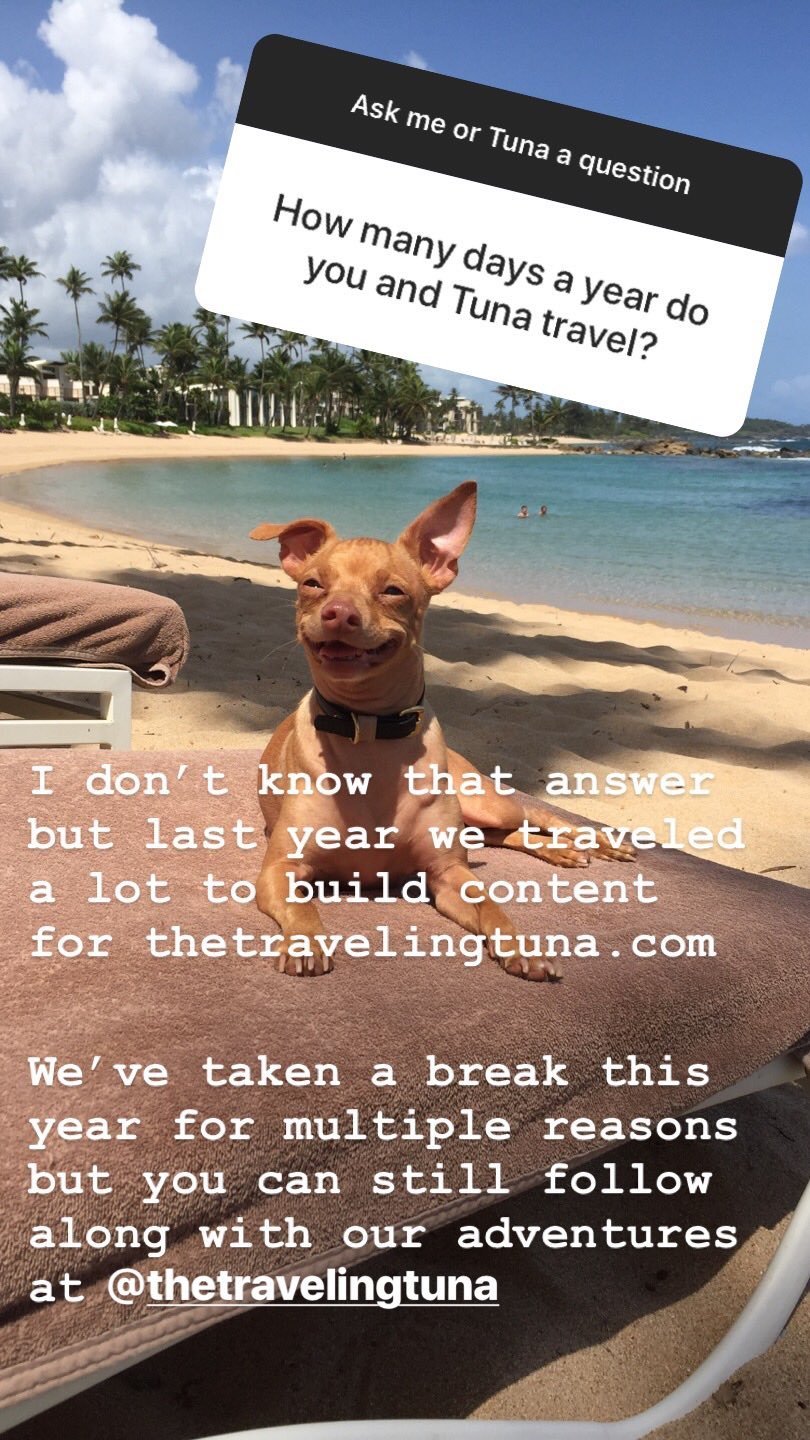 Ask me or Tuna a question
How many days a year do
you and Tuna travel?
I don't know that answer
but last year we traveled
a lot to build content
for thetravelingtuna.com
We've taken a break this
year for multiple reasons
but you can still follow
along with our adventures
at @thetravelingtuna